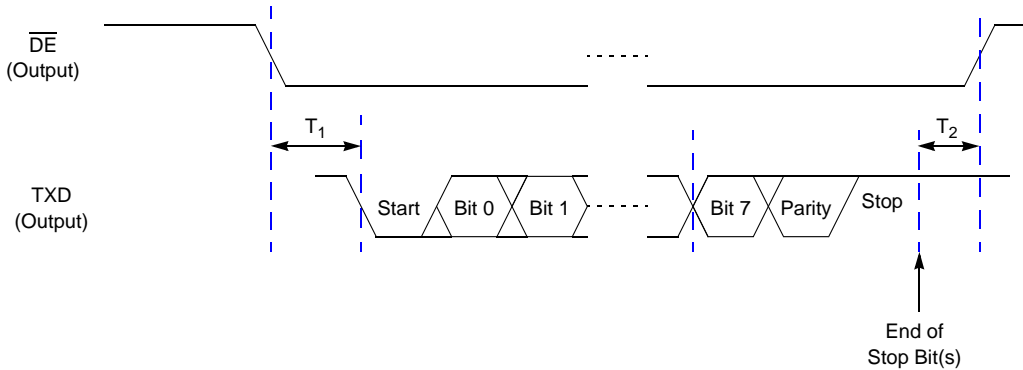 DE
(Output)
T1
T2
TXD
(Output)
Start
Bit 0
Bit 1
Bit 7
Parity
Stop
End of
Stop Bit(s)